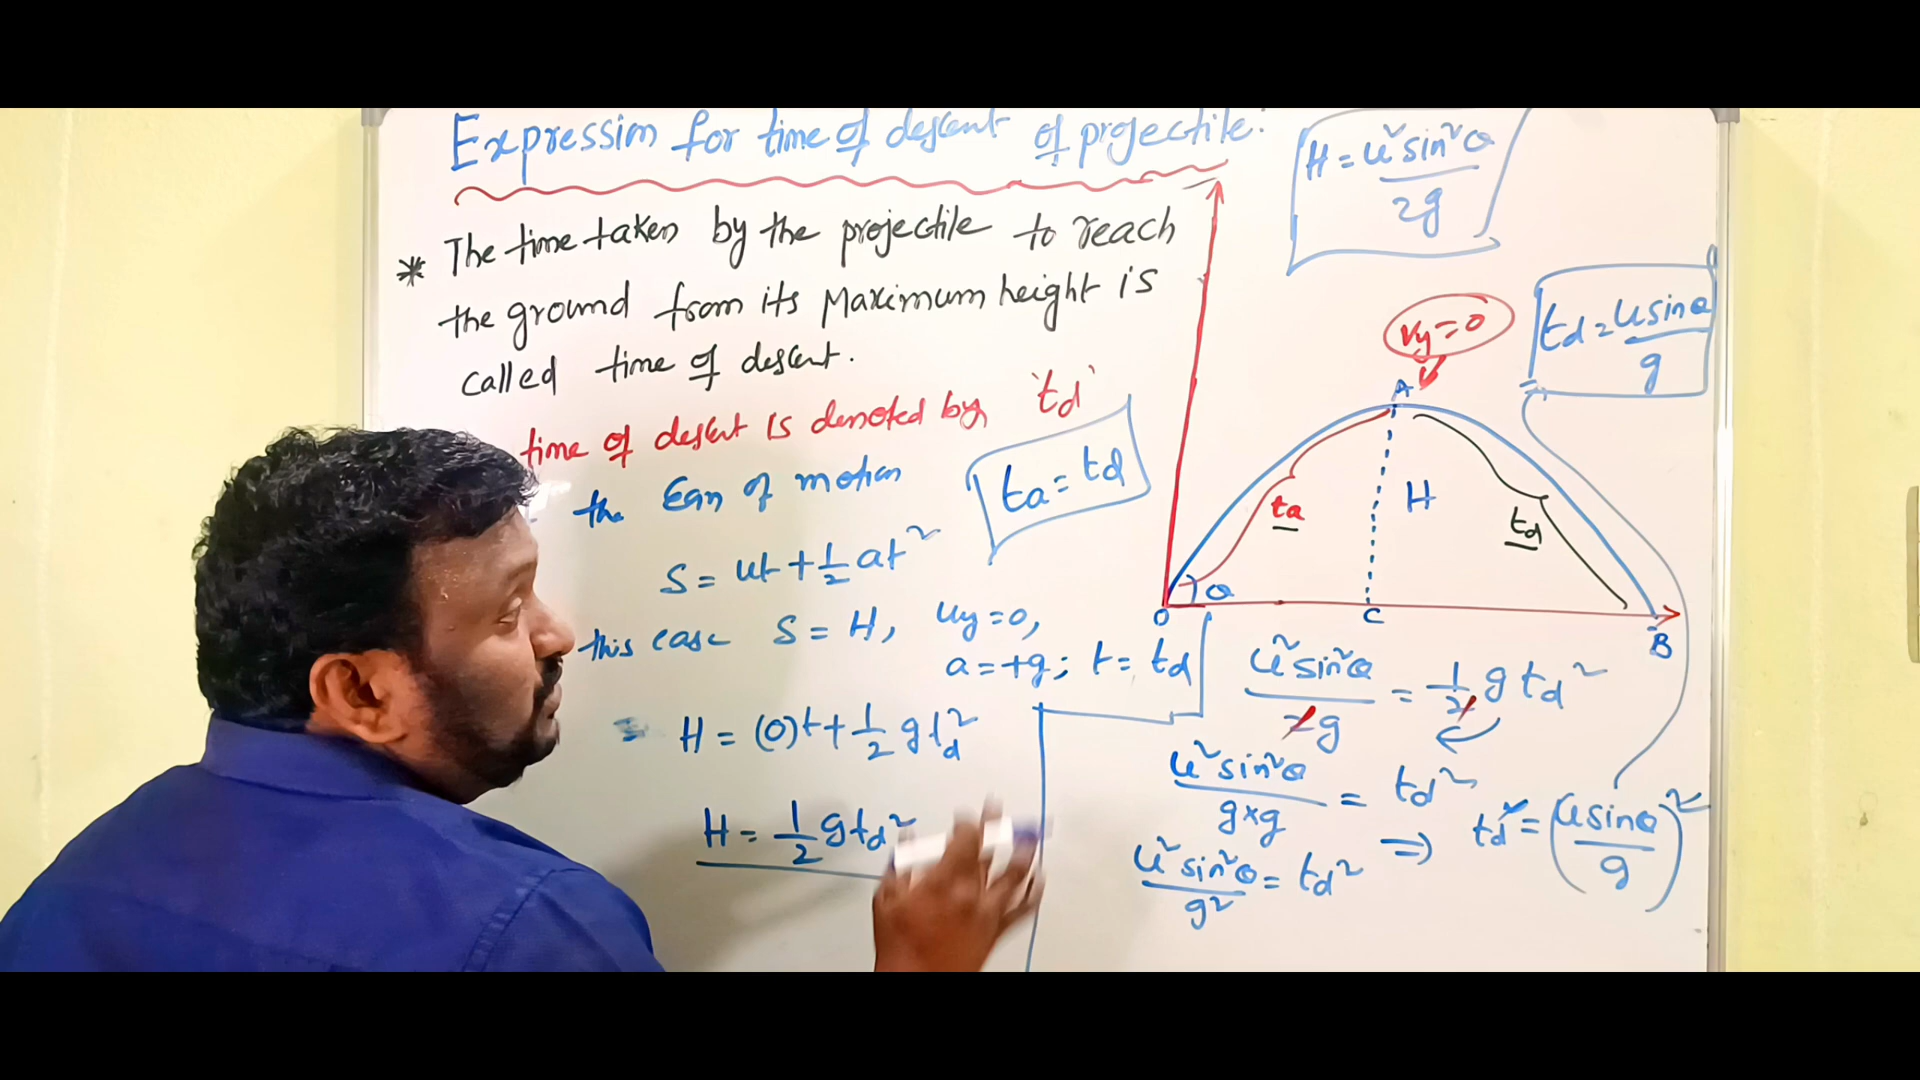 Expression for time of descent of projectile:
* The time taken by the projectile to reach
the ground from its Maximum height is
called time of descent.
time of descent is denoted by 'td'
the Eqn of motion
S = ut + 1/2 at²
this case S = H, uy = 0,
a = +g; t = td
H = (0)t + 1/2 g td²
H = 1/2 g td²
ta = td
H = u² sin²θ / 2g
td = u sinθ / g
vy = 0
A
H
ta
td
θ
O
C
B
u² sin²θ / 2g = 1/2 g td²
u² sin²θ / g×g = td²
u² sin²θ / g² = td² ⇒ td² = (u sinθ / g)²